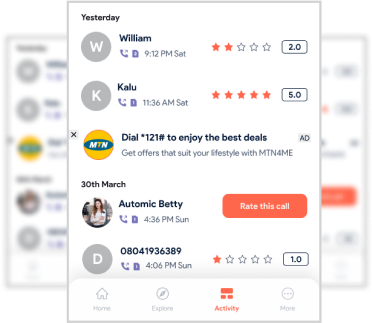 Yesterday
William
W
9:12 PM Sat
2.0
Kalu
K
11:36 AM Sat
5.0
MTN
Dial *121# to enjoy the best deals
AD
Get offers that suit your lifestyle with MTN4ME
30th March
Automic Betty
4:36 PM Sun
Rate this call
08041936389
D
4:06 PM Sun
1.0
Home
Explore
Activity
More